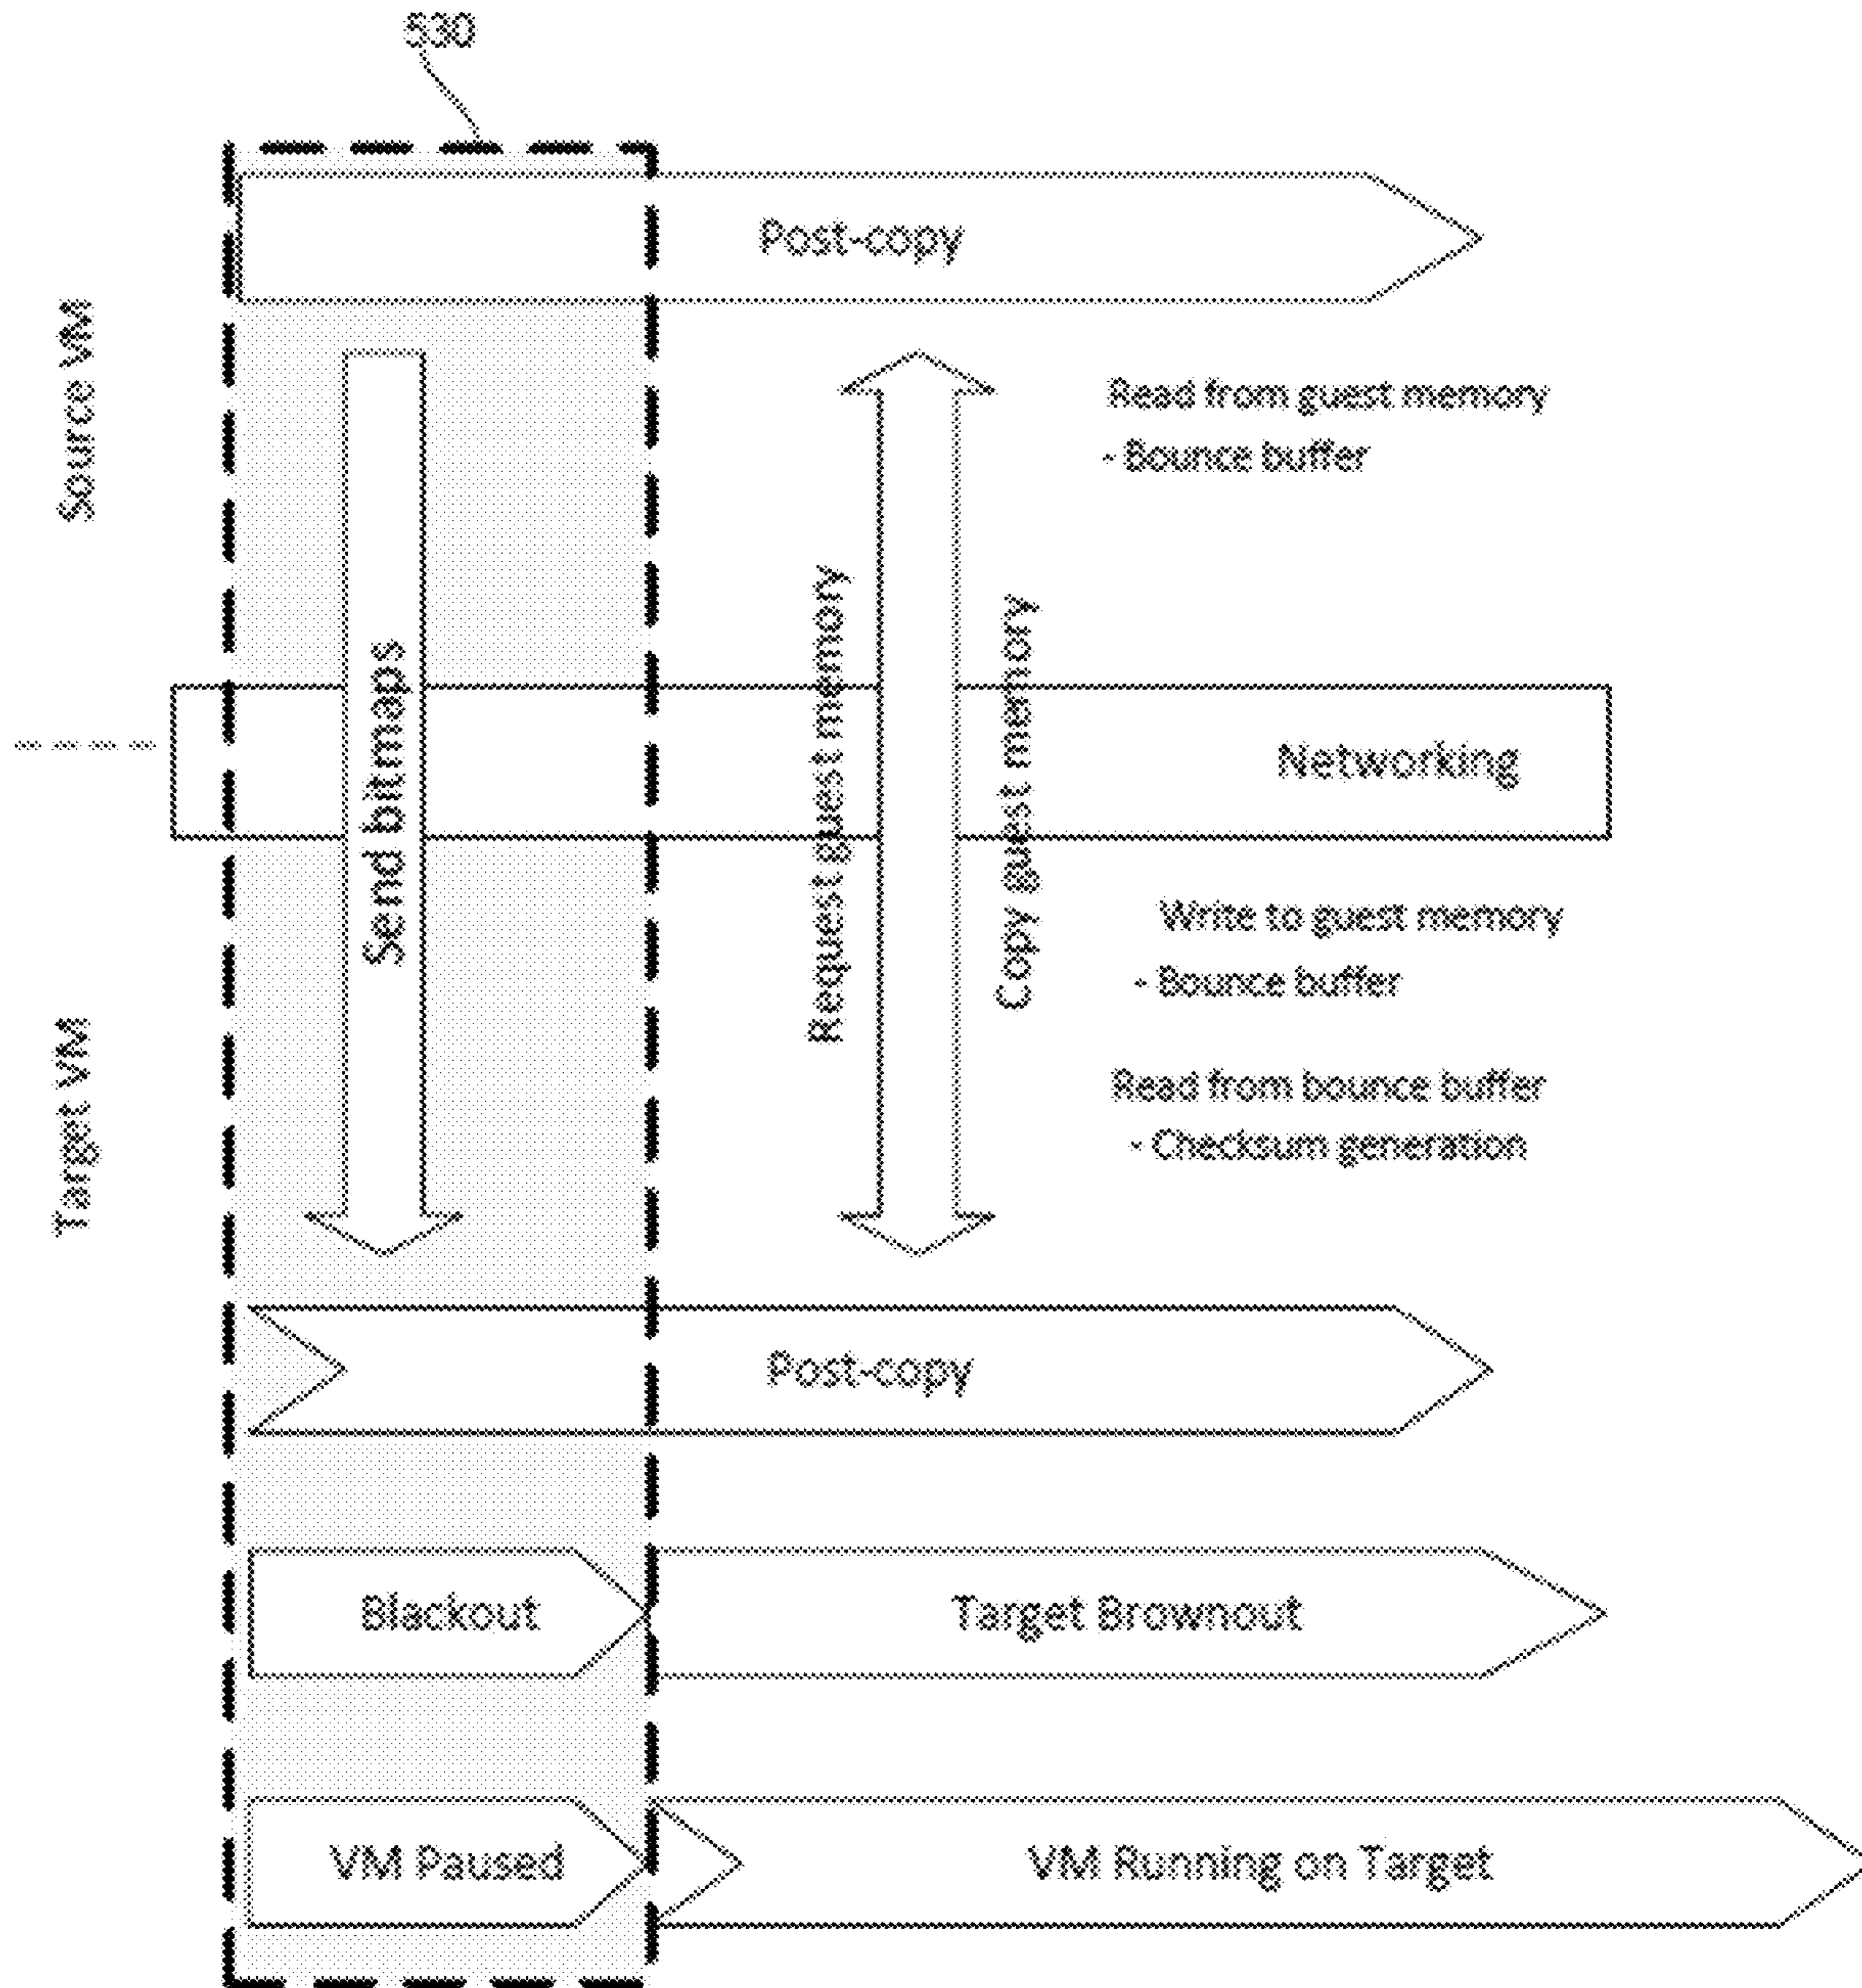 530
Post-copy
Source VM
Read from guest memory
- Bounce buffer
Send bitmaps
Request guest memory
Copy guest memory
Networking
Target VM
Write to guest memory
- Bounce buffer
Read from bounce buffer
- Checksum generation
Post-copy
Blackout
Target Brownout
VM Paused
VM Running on Target